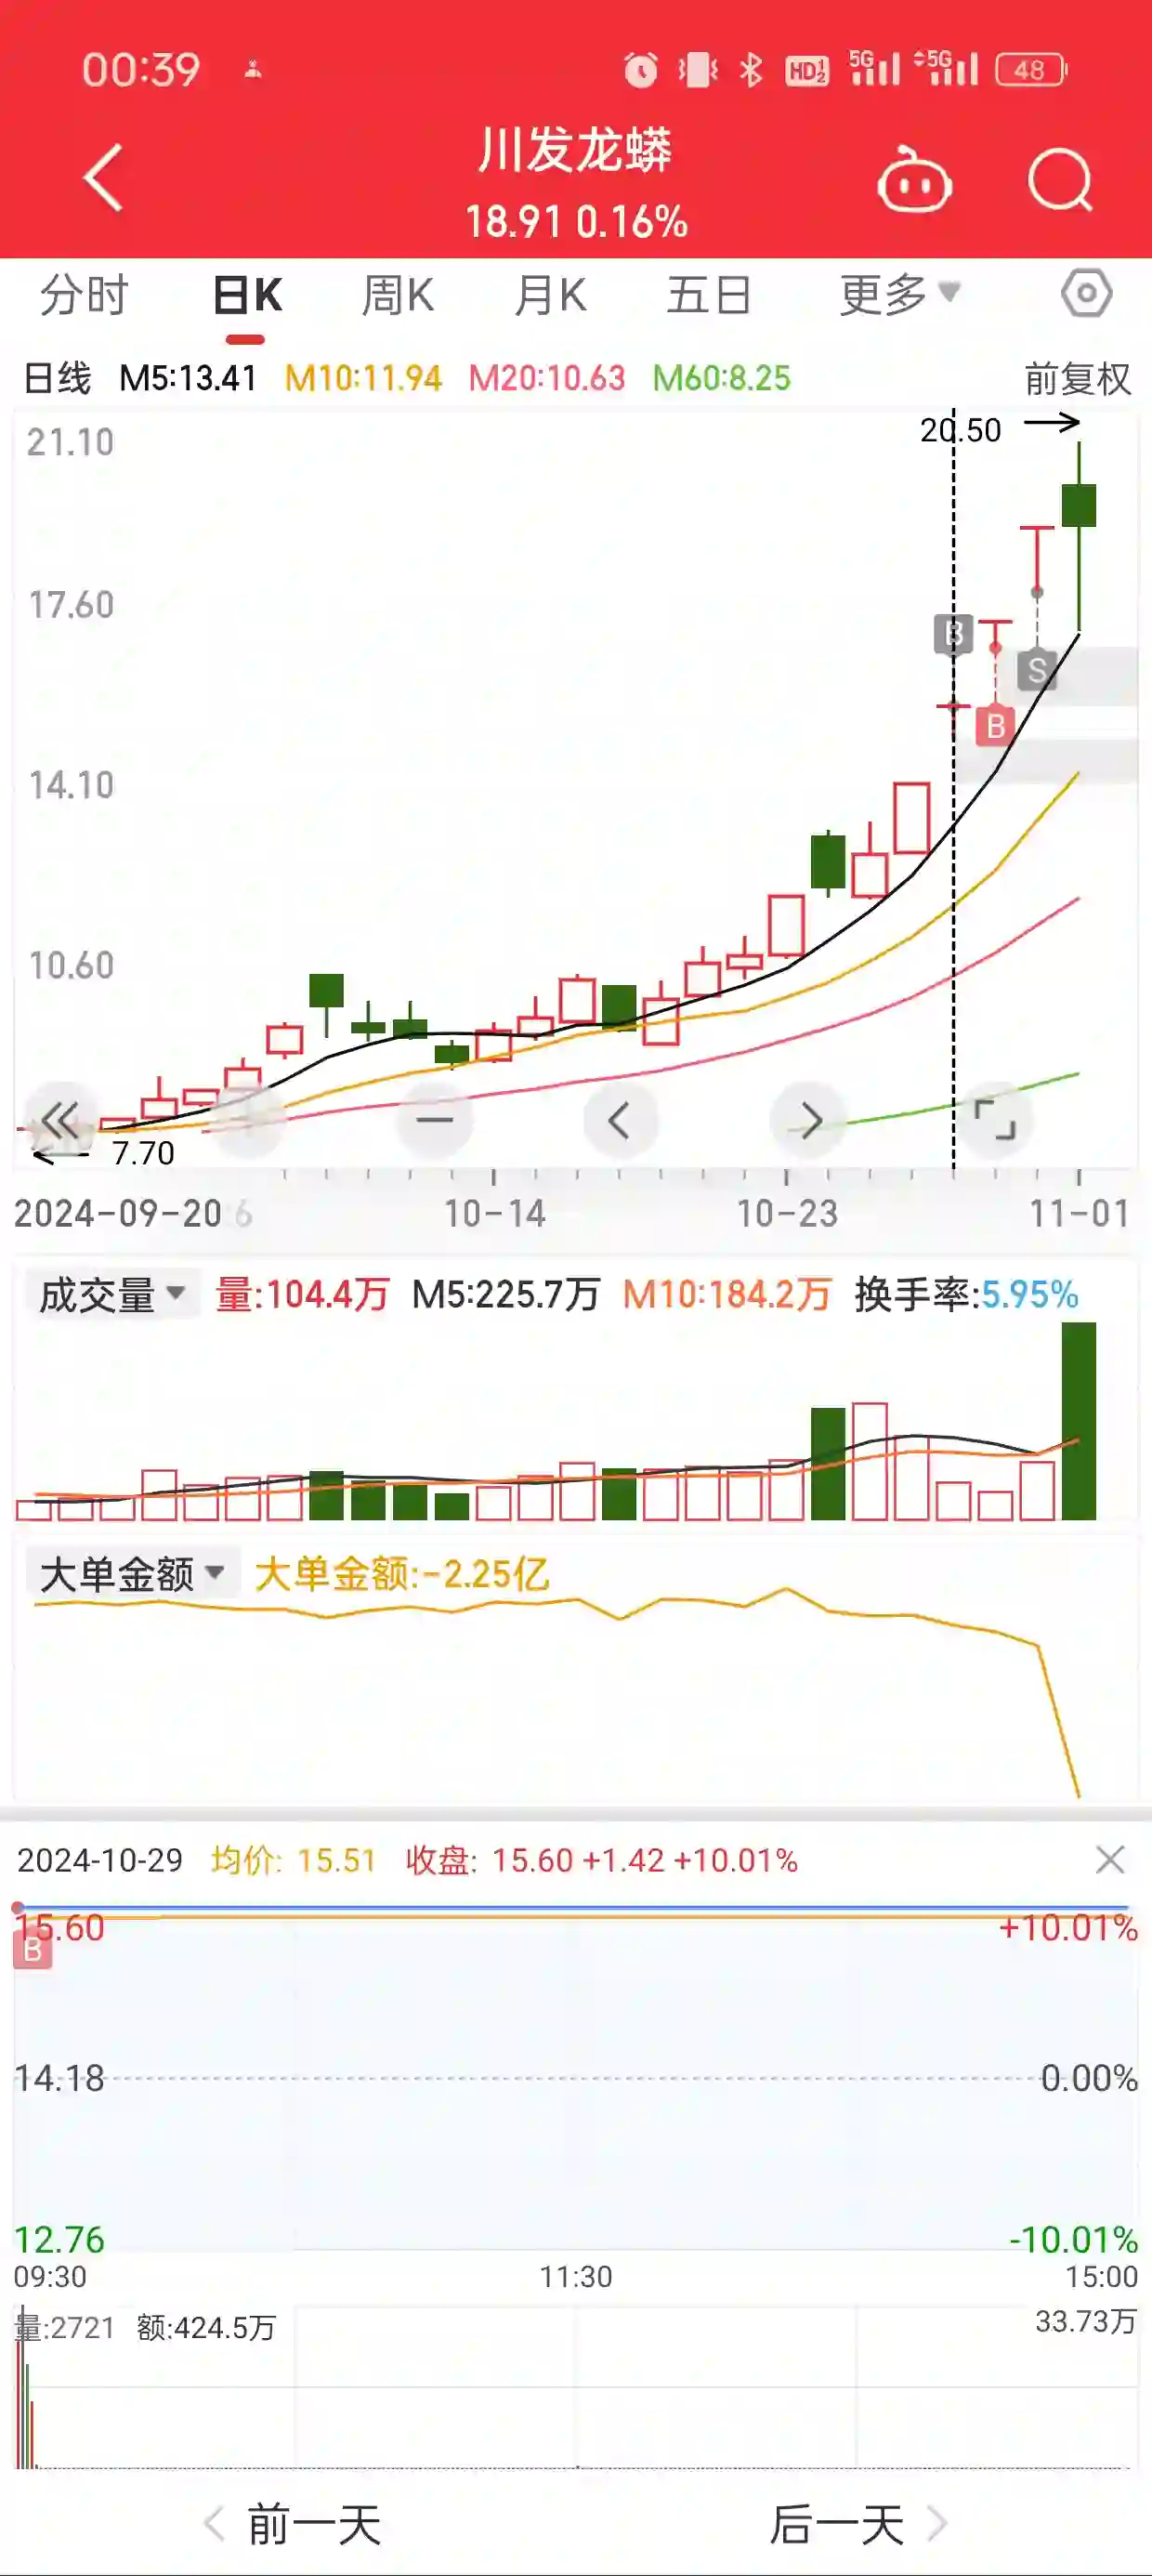 00:39 HD 1 2 5G 5G 48
川发龙蟒
18.91 0.16%
分时 日K 周K 月K 五日 更多
日线 M5:13.41 M10:11.94 M20:10.63 M60:8.25 前复权
20.50
21.10
17.60
B
S
B
14.10
10.60
7.70
2024-09-20 6 10-14 10-23 11-01
成交量 量:104.4万 M5:225.7万 M10:184.2万 换手率:5.95%
大单金额 大单金额:-2.25亿
2024-10-29 均价: 15.51 收盘: 15.60 +1.42 +10.01%
15.60 +10.01%
B
14.18 0.00%
12.76 -10.01%
09:30 11:30 15:00
量:2721 额:424.5万 33.73万
前一天 后一天